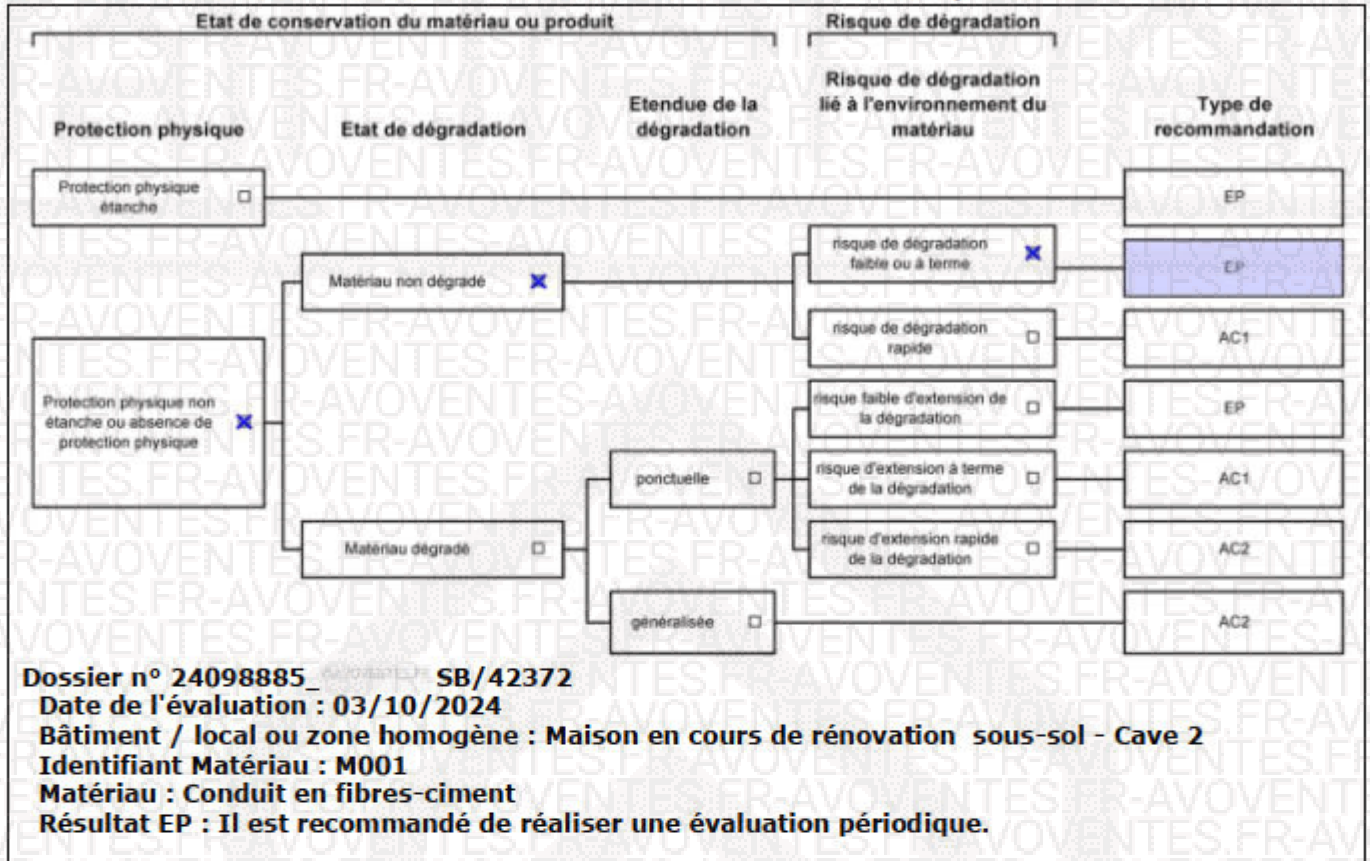 Etat de conservation du matériau ou produit
Risque de dégradation
Protection physique
Etat de dégradation
Etendue de la
dégradation
Risque de dégradation
lié à l'environnement du
matériau
Type de
recommandation
Protection physique
étanche
EP
risque de dégradation
faible ou à terme
EP
Matériau non dégradé
risque de dégradation
rapide
AC1
Protection physique non
étanche ou absence de
protection physique
risque faible d'extension de
la dégradation
EP
ponctuelle
risque d'extension à terme
de la dégradation
AC1
Matériau dégradé
risque d'extension rapide
de la dégradation
AC2
généralisée
AC2
Dossier n° 24098885_ SB/42372
Date de l'évaluation : 03/10/2024
Bâtiment / local ou zone homogène : Maison en cours de rénovation sous-sol - Cave 2
Identifiant Matériau : M001
Matériau : Conduit en fibres-ciment
Résultat EP : Il est recommandé de réaliser une évaluation périodique.